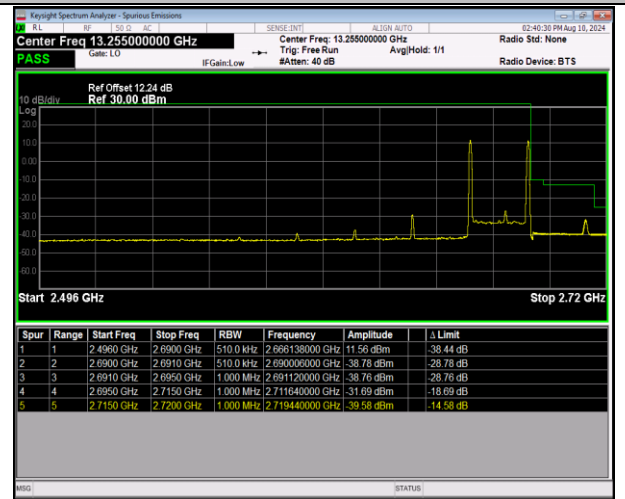 Keysight Spectrum Analyzer - Spurious Emissions
RL RF 50 Ω AC SENSE:INT ALIGN AUTO 02:40:30 PM Aug 10, 2024
Center Freq 13.255000000 GHz Center Freq: 13.255000000 GHz Radio Std: None
PASS Gate: LO IFGain:Low Trig: Free Run Avg|Hold: 1/1
#Atten: 40 dB Radio Device: BTS
Ref Offset 12.24 dB
10 dB/div Ref 30.00 dBm
Log
20.0
10.0
0.00
-10.0
-20.0
-30.0
-40.0
-50.0
-60.0
Start 2.496 GHz Stop 2.72 GHz
Spur Range Start Freq Stop Freq RBW Frequency Amplitude Δ Limit
1 1 2.4960 GHz 2.6900 GHz 510.0 kHz 2.666138000 GHz 11.56 dBm -38.44 dB
2 2 2.6900 GHz 2.6910 GHz 510.0 kHz 2.690006000 GHz -38.78 dBm -28.78 dB
3 3 2.6910 GHz 2.6950 GHz 1.000 MHz 2.691120000 GHz -38.76 dBm -28.76 dB
4 4 2.6950 GHz 2.7150 GHz 1.000 MHz 2.711640000 GHz -31.69 dBm -18.69 dB
5 5 2.7150 GHz 2.7200 GHz 1.000 MHz 2.719440000 GHz -39.58 dBm -14.58 dB
MSG STATUS